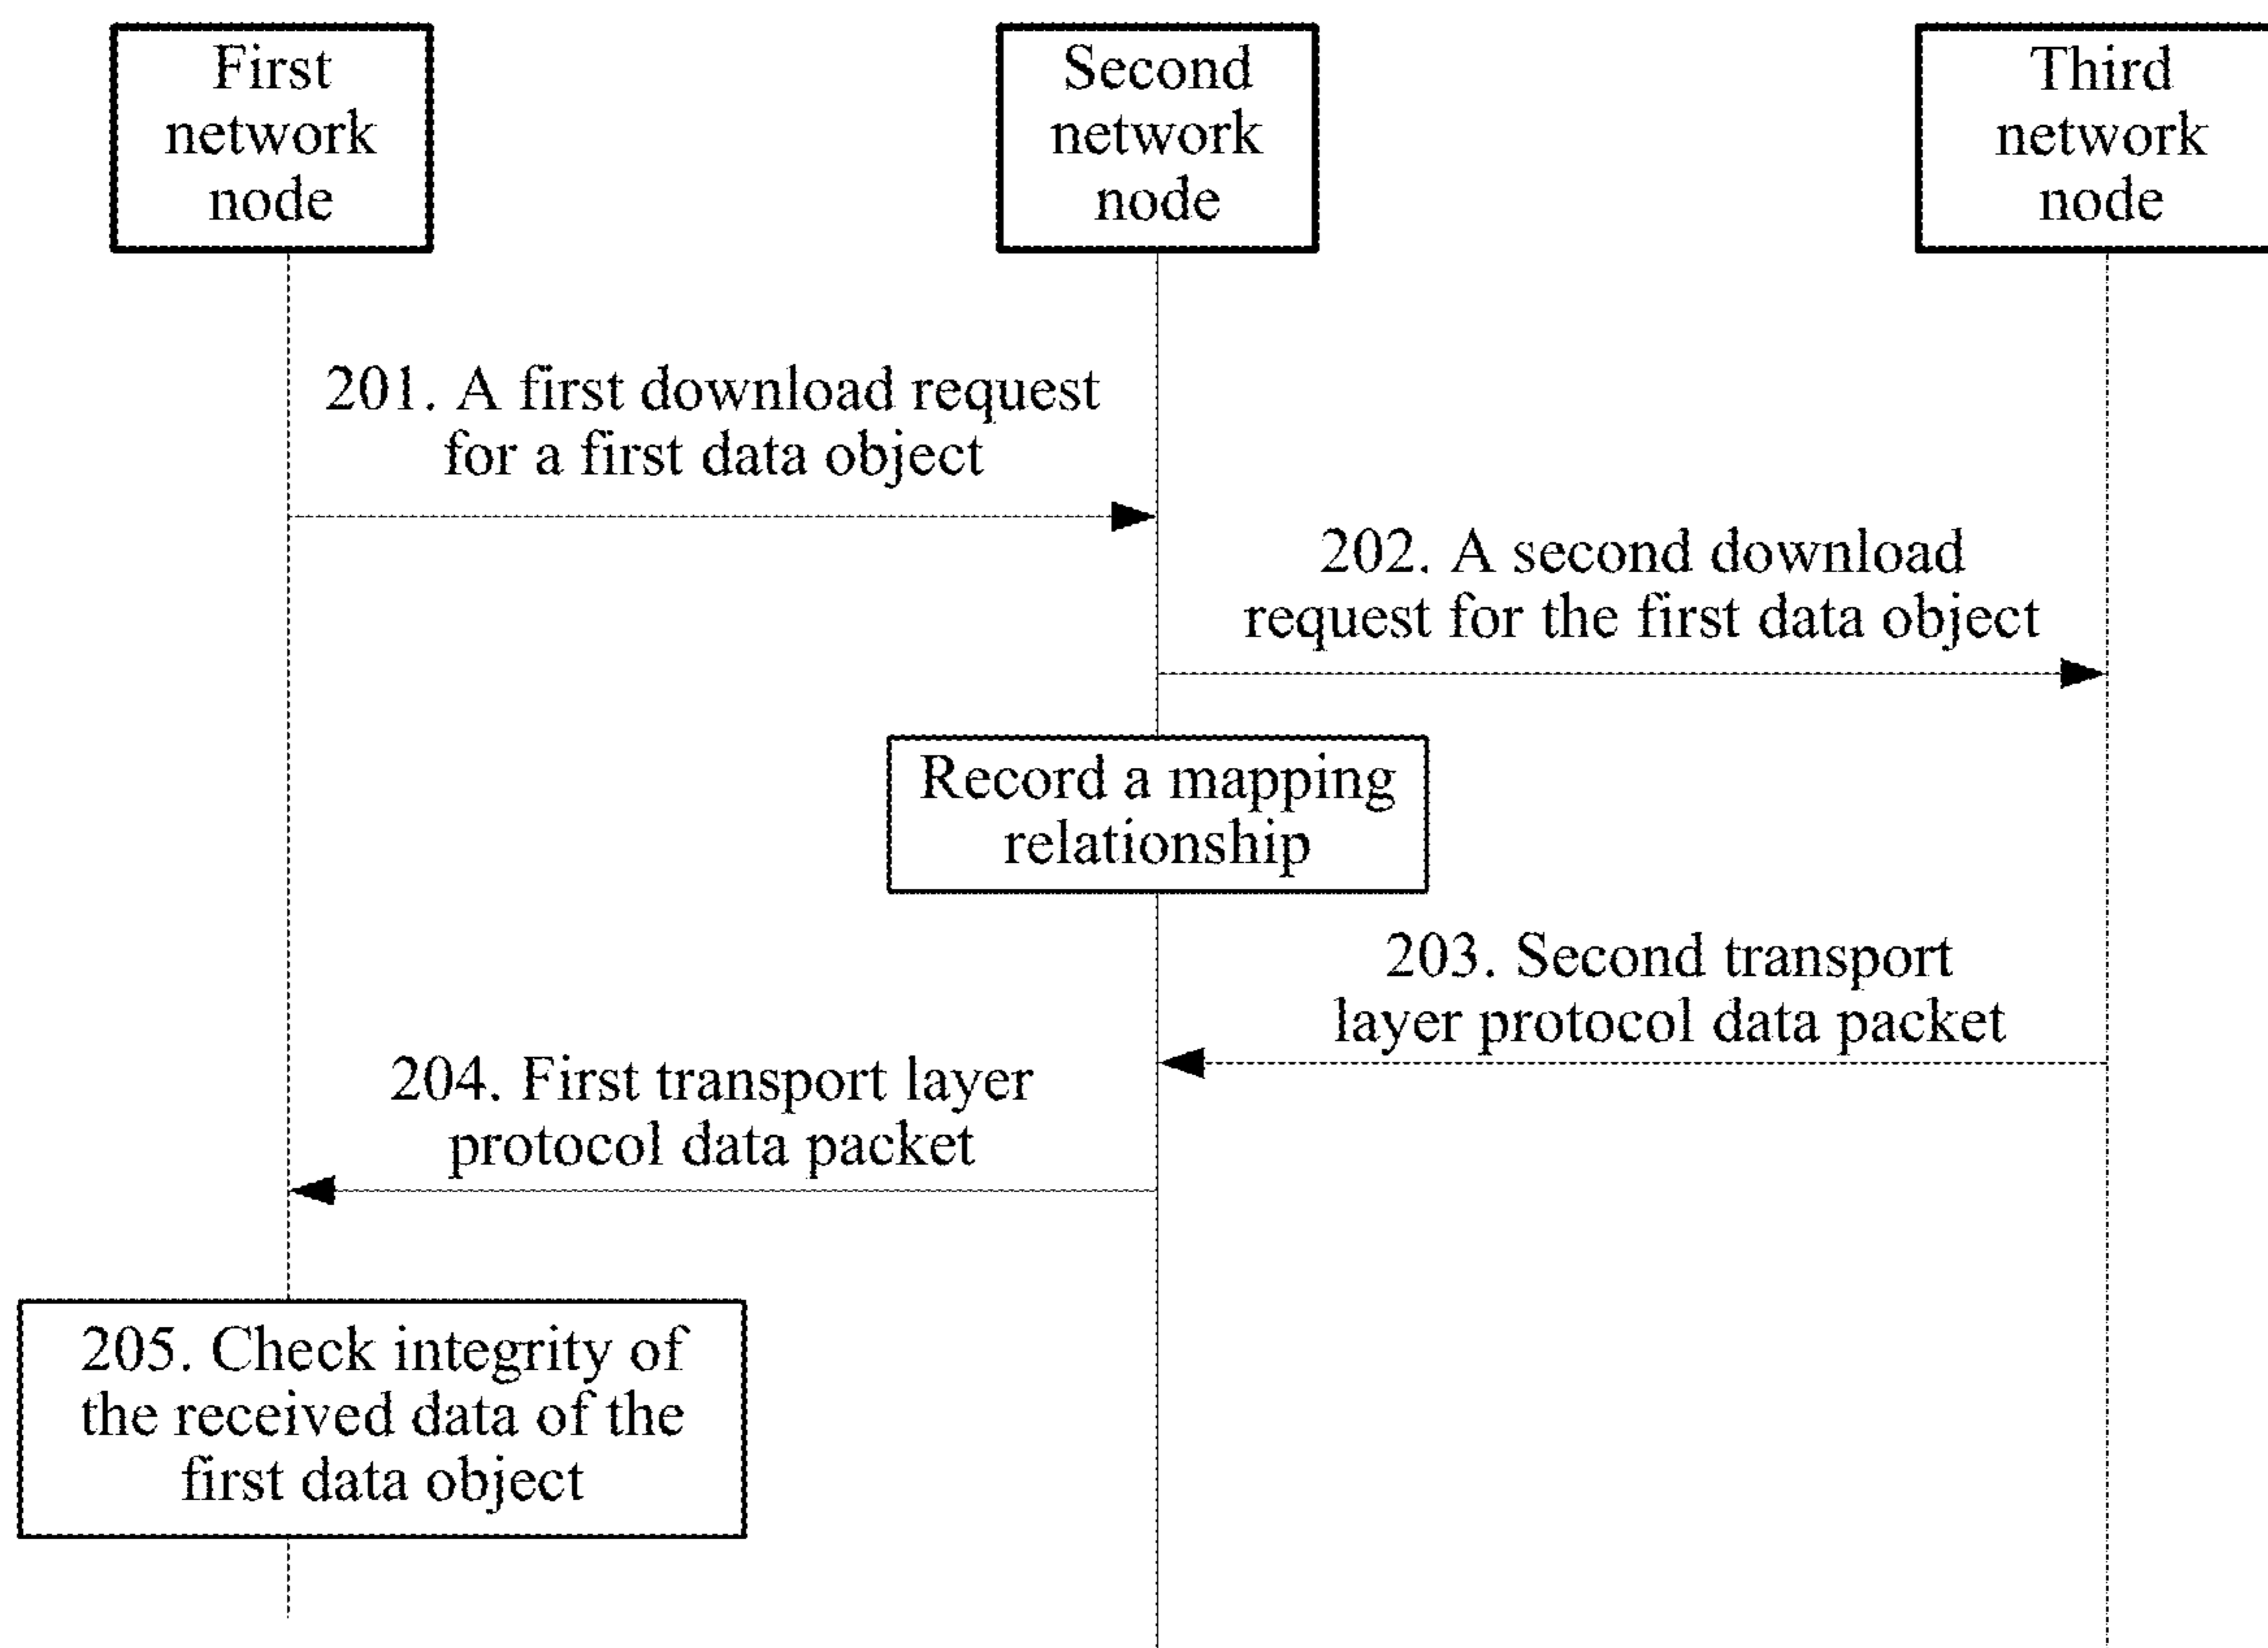 First
network
node
Second
network
node
Third
network
node
201. A first download request
for a first data object
202. A second download
request for the first data object
Record a mapping
relationship
203. Second transport
layer protocol data packet
204. First transport layer
protocol data packet
205. Check integrity of
the received data of the
first data object